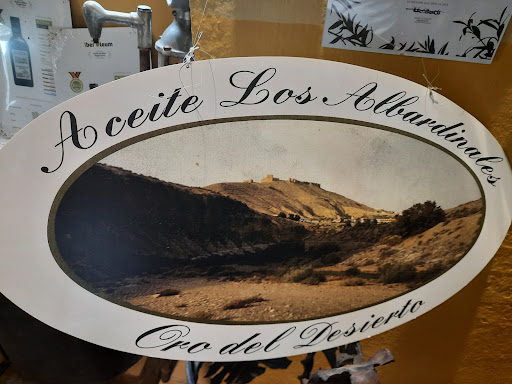 Aceite Los Albardinales
Oro del Desierto